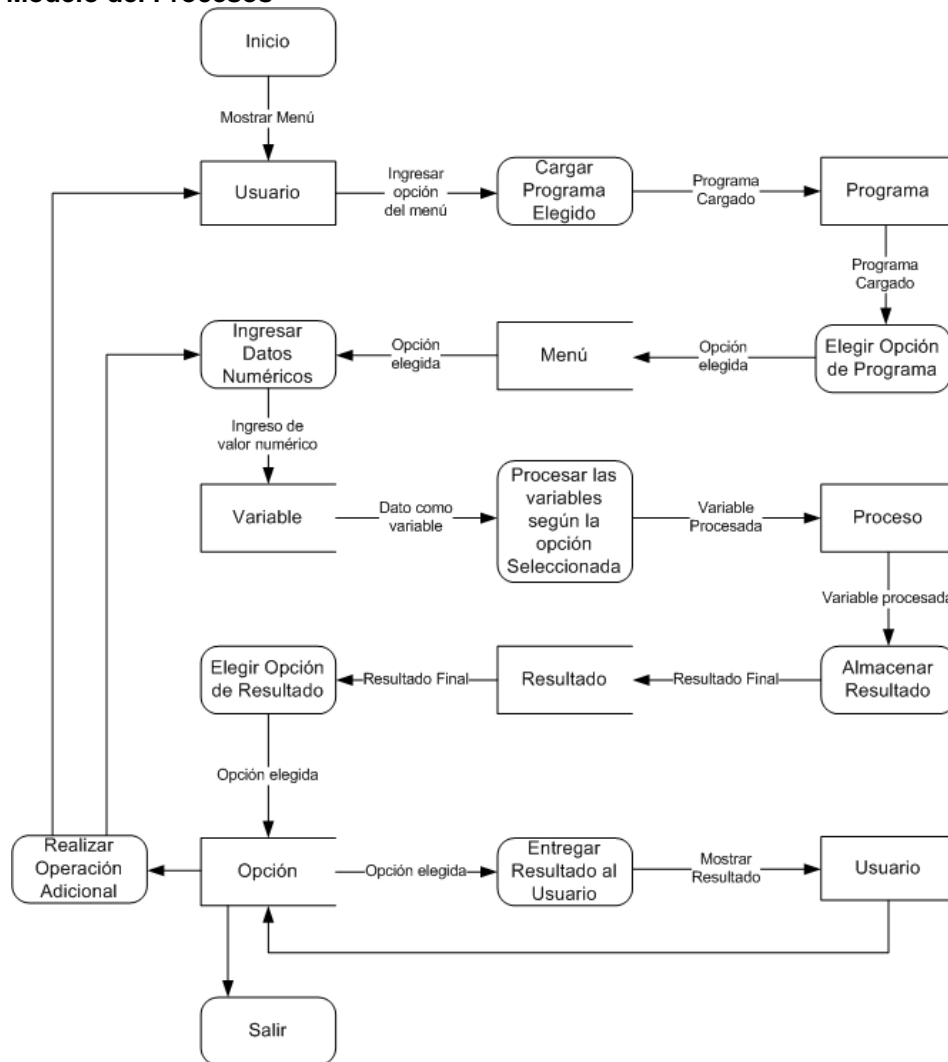 Modelo del Procesos
Inicio
Mostrar Menú
Usuario
Ingresar
opción
del menú
Cargar
Programa
Elegido
Programa
Cargado
Programa
Programa
Cargado
Ingresar
Datos
Numéricos
Opción
elegida
Menú
Opción
elegida
Elegir Opción
de Programa
Ingreso de
valor numérico
Variable
Dato como
variable
Procesar las
variables
según la
opción
Seleccionada
Variable
Procesada
Proceso
Variable procesada
Elegir Opción
de Resultado
Resultado Final
Resultado
Resultado Final
Almacenar
Resultado
Opción elegida
Realizar
Operación
Adicional
Opción
Opción elegida
Entregar
Resultado al
Usuario
Mostrar
Resultado
Usuario
Salir